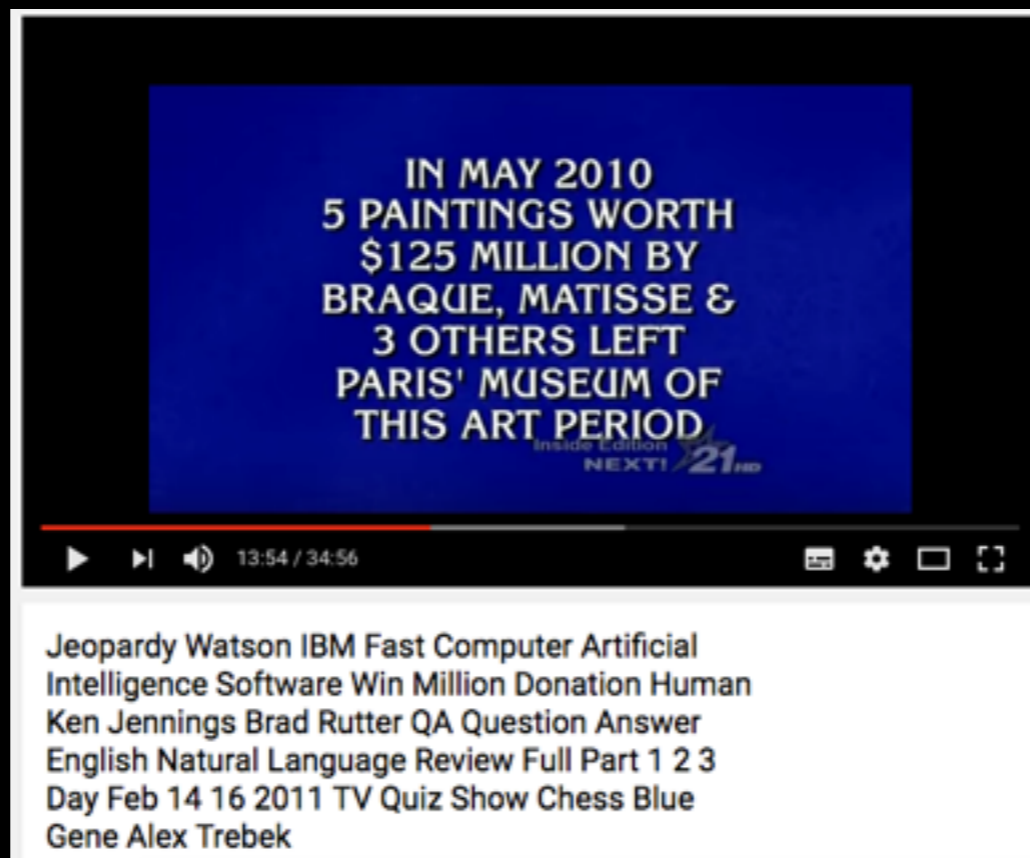 IN MAY 2010
5 PAINTINGS WORTH
$125 MILLION BY
BRAQUE, MATISSE &
3 OTHERS LEFT
PARIS' MUSEUM OF
THIS ART PERIOD
Inside Edition
NEXT! 21 HD
13:54 / 34:56
Jeopardy Watson IBM Fast Computer Artificial
Intelligence Software Win Million Donation Human
Ken Jennings Brad Rutter QA Question Answer
English Natural Language Review Full Part 1 2 3
Day Feb 14 16 2011 TV Quiz Show Chess Blue
Gene Alex Trebek